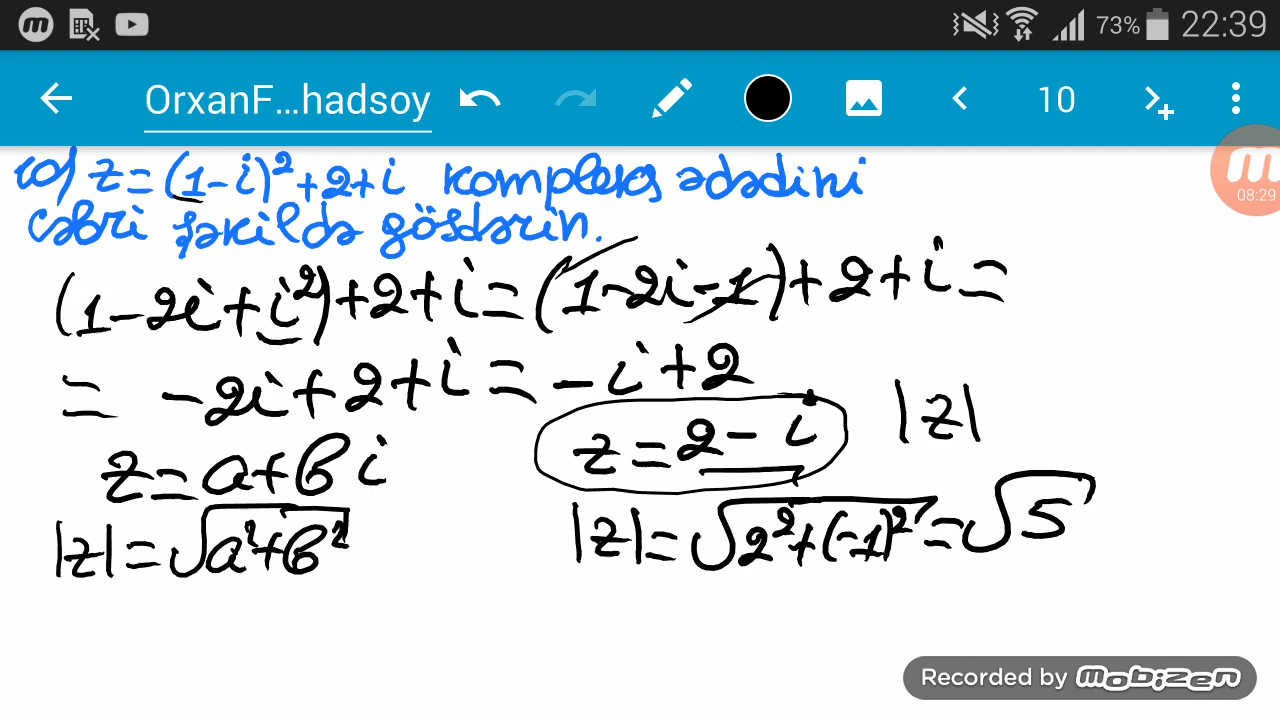 73% 22:39
OrxanF...hadsoy 10
08:29
10) z = (1-i)² + 2 + i kompleks ədədini
cəbri şəkildə gösdərin.
(1-2i+i²)+2+i = (1-2i-1)+2+i =
= -2i+2+i = -i+2
z = 2-i |z|
z = a+bi
|z| = √a²+b² |z| = √2²+(-1)² = √5
Recorded by mobizen